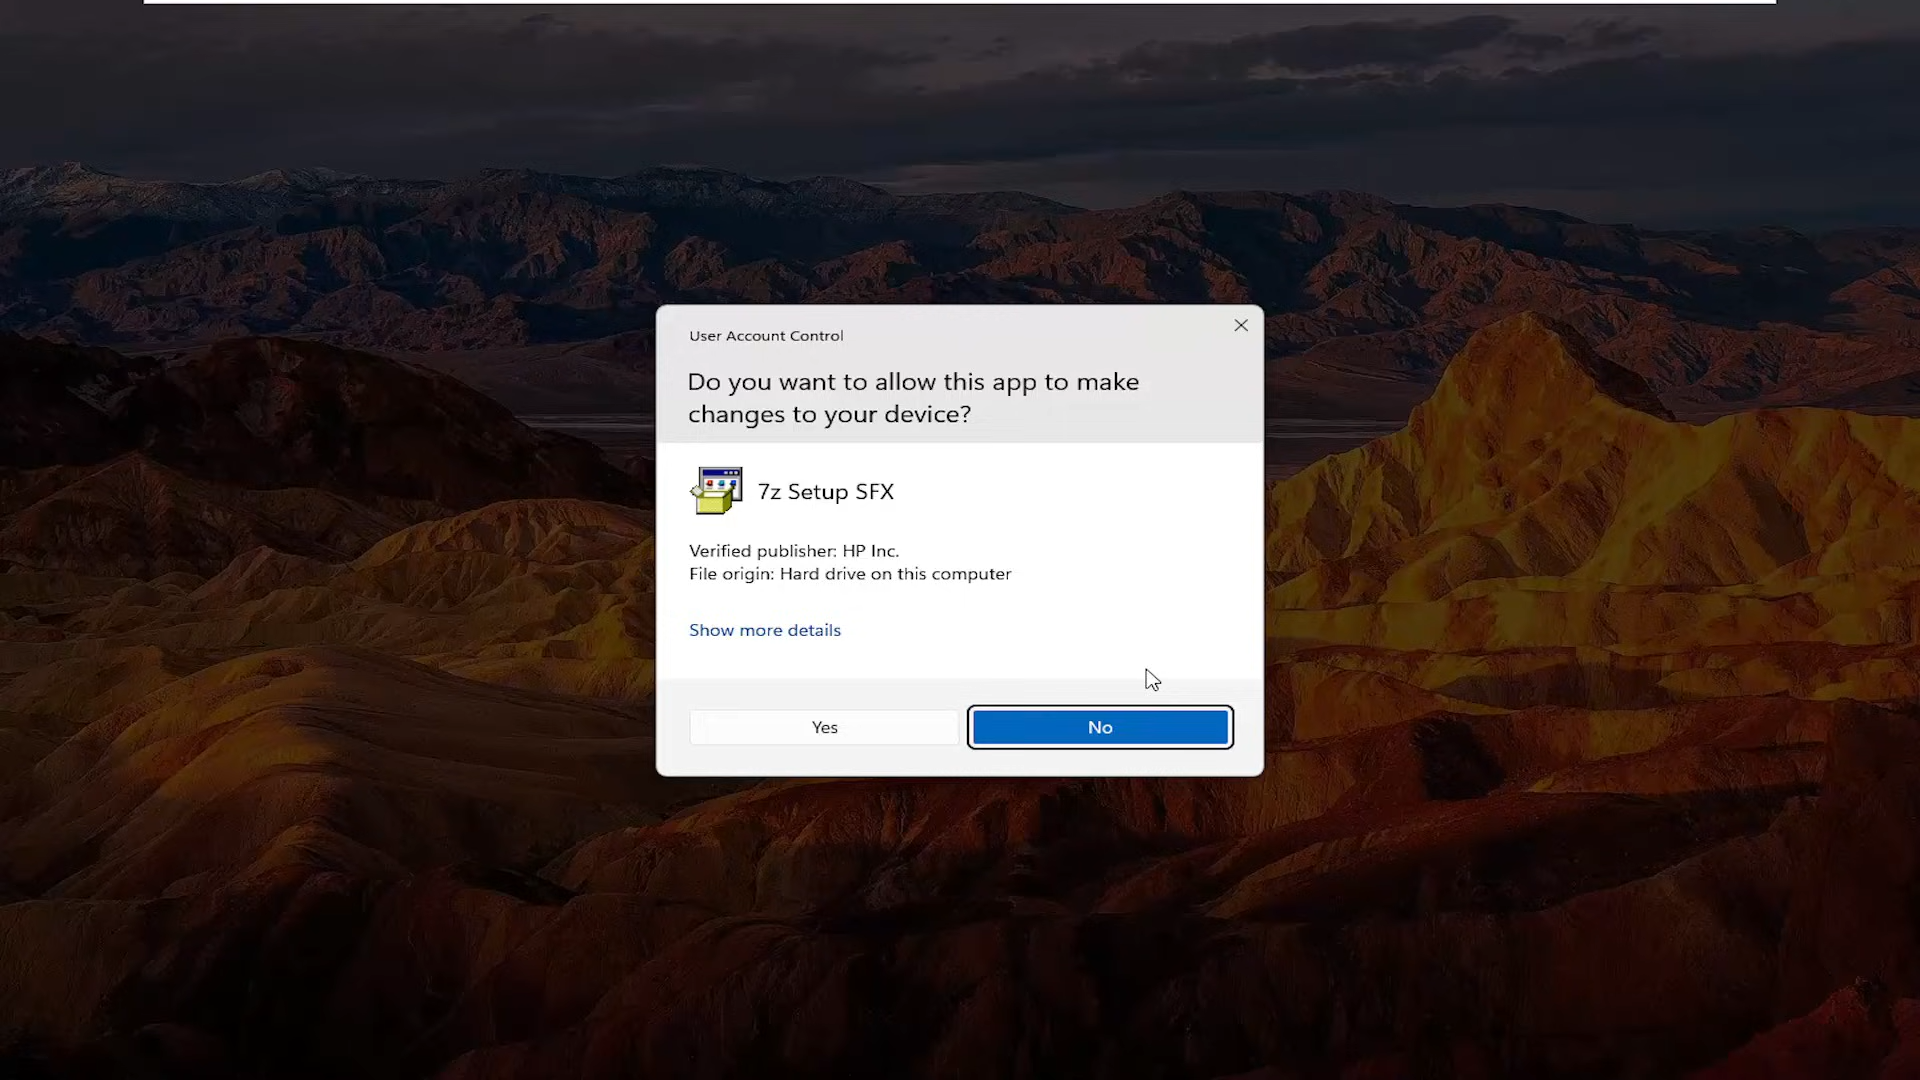 User Account Control
Do you want to allow this app to make
changes to your device?
7z Setup SFX
Verified publisher: HP Inc.
File origin: Hard drive on this computer
Show more details
Yes
No